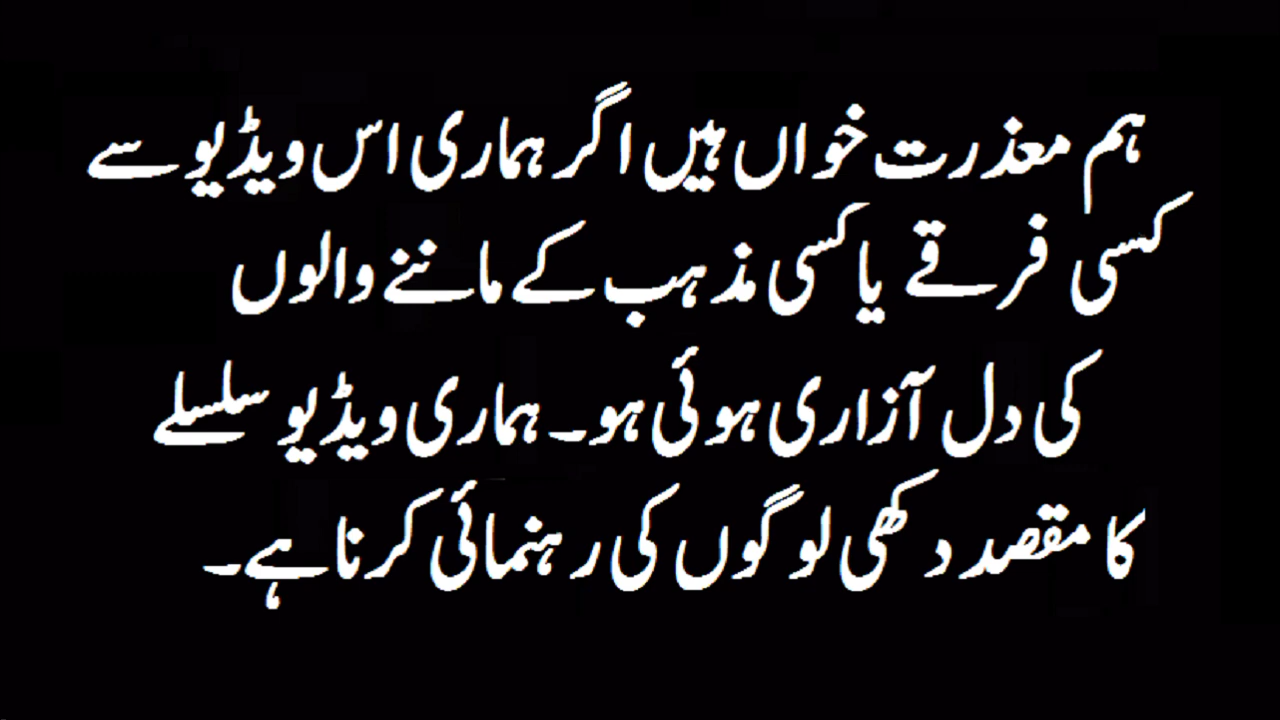 ہم معذرت خواں ہیں اگر ہماری اس ویڈیو سے
کسی فرقے یا کسی مذہب کے ماننے والوں
کی دل آزاری ہوئی ہو۔ ہماری ویڈیو سلسلے
کا مقصد دکھی لوگوں کی رہنمائی کرنا ہے۔